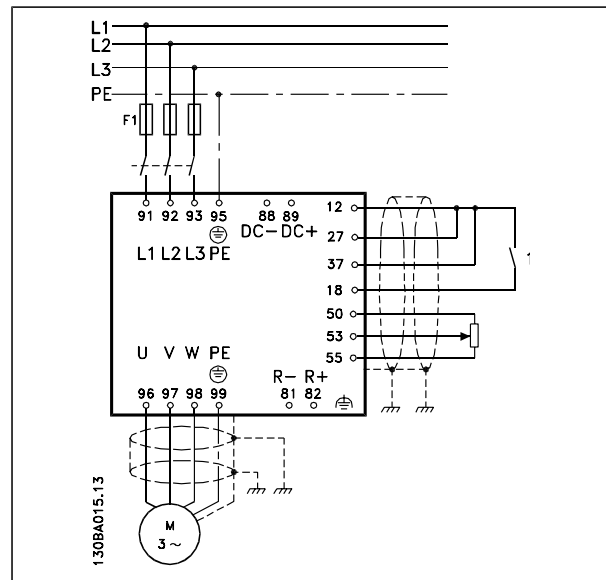 L1
L2
L3
PE
F1
91 92 93 95 88 89 12
DC- DC+
L1 L2 L3 PE
27
37
18
1
50
53
55
U V W PE
R- R+
96 97 98 99 81 82
M
3 ~
130BA015.13